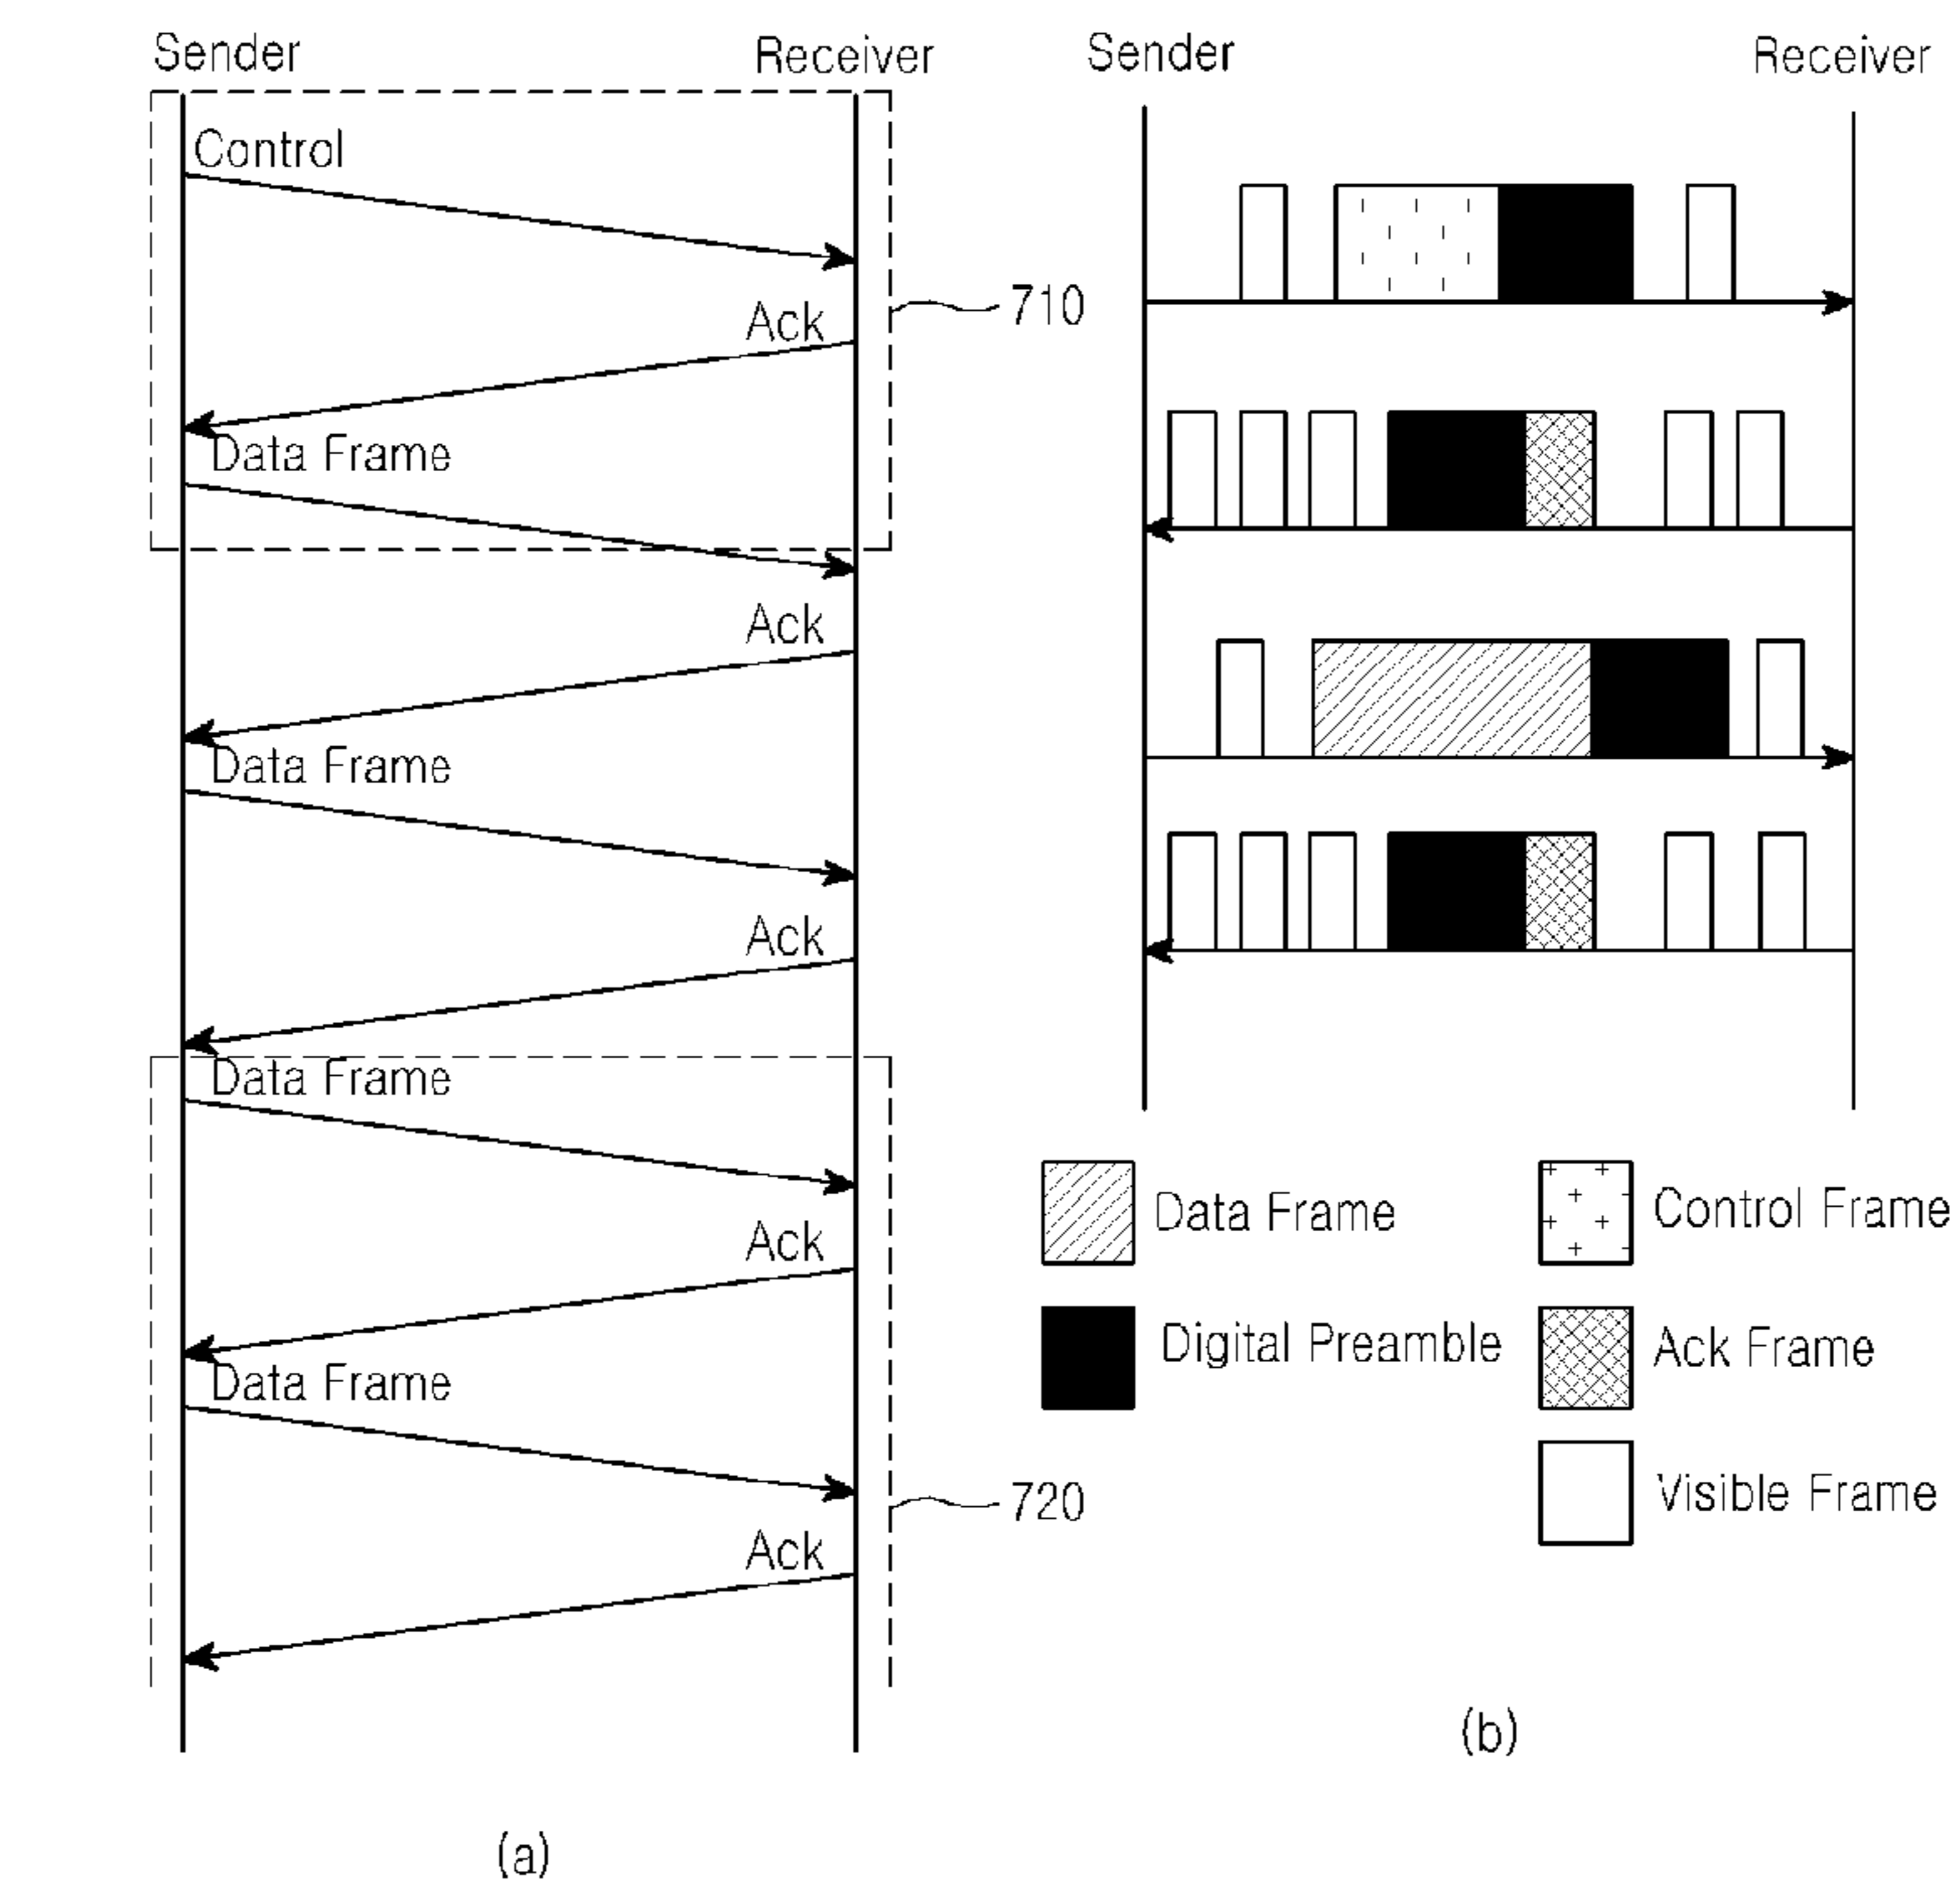 Sender
Receiver
Control
Ack
710
Data Frame
Ack
Data Frame
Ack
Data Frame
Ack
Data Frame
720
Ack
(a)
Sender
Receiver
Data Frame
Control Frame
Digital Preamble
Ack Frame
Visible Frame
(b)